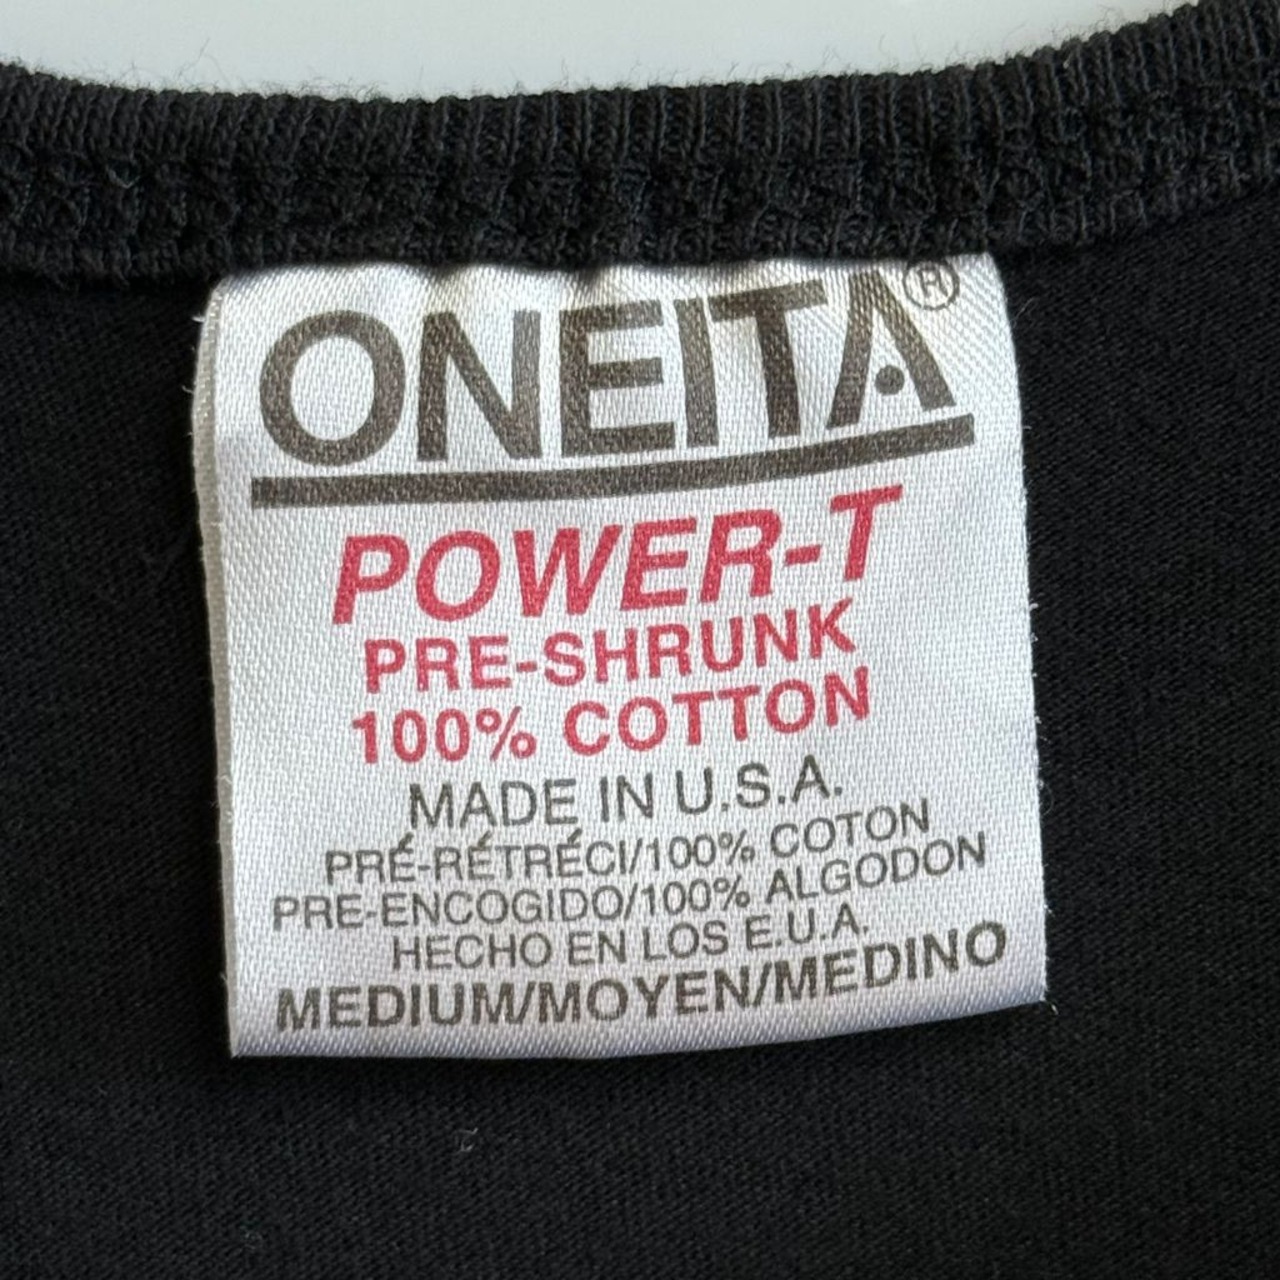 ONEITA®
POWER-T
PRE-SHRUNK
100% COTTON
MADE IN U.S.A.
PRÉ-RÉTRÉCI/100% COTON
PRE-ENCOGIDO/100% ALGODON
HECHO EN LOS E.U.A.
MEDIUM/MOYEN/MEDINO